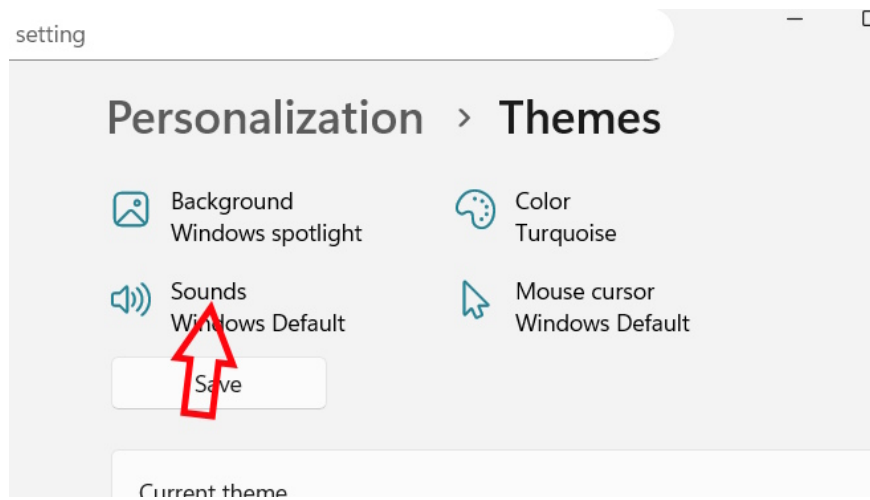 setting
Personalization > Themes
Background
Windows spotlight
Color
Turquoise
Sounds
Windows Default
Mouse cursor
Windows Default
Save
Current theme